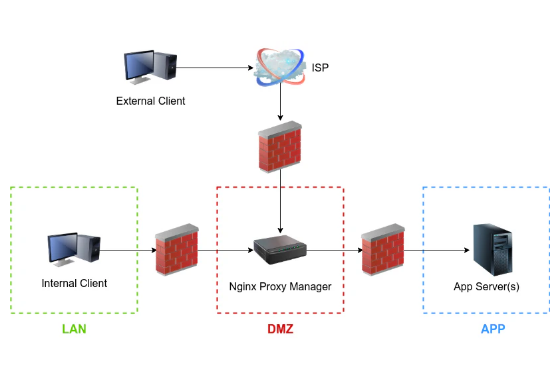 ISP
External Client
Internal Client
Nginx Proxy Manager
App Server(s)
LAN
DMZ
APP